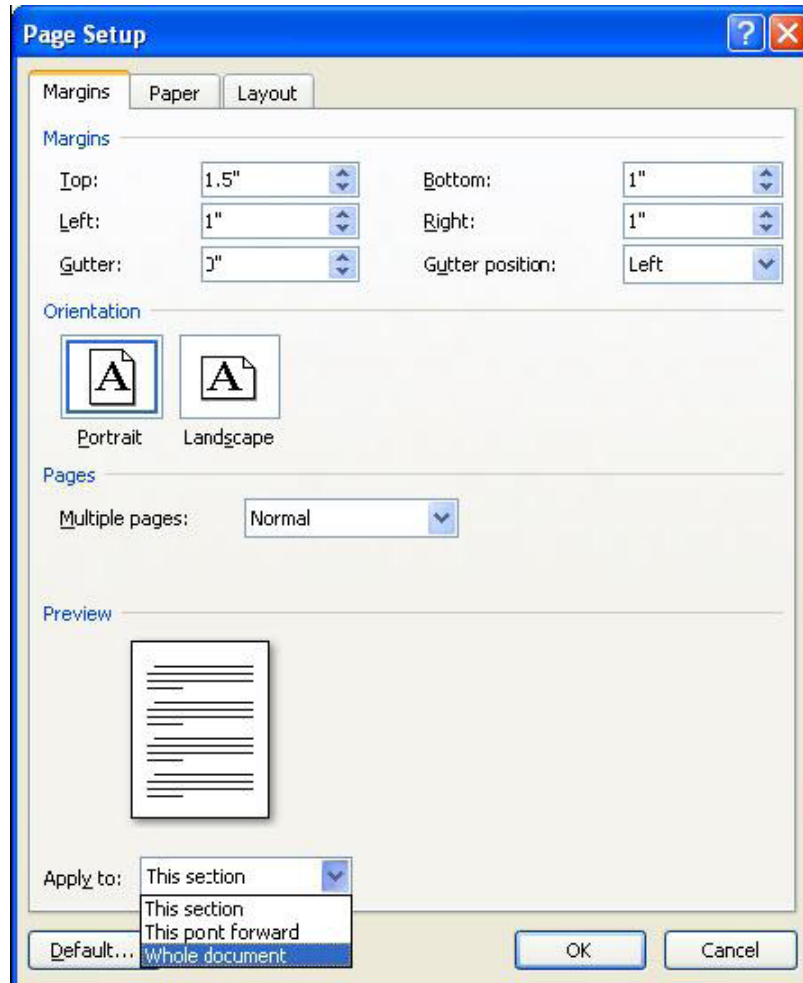 Page Setup
Margins Paper Layout
Margins
Top: 1.5" Bottom: 1"
Left: 1" Right: 1"
Gutter: 0" Gutter position: Left
Orientation
A A
Portrait Landscape
Pages
Multiple pages: Normal
Preview
Apply to: This section
This section
This pont forward
Whole document
Default... OK Cancel